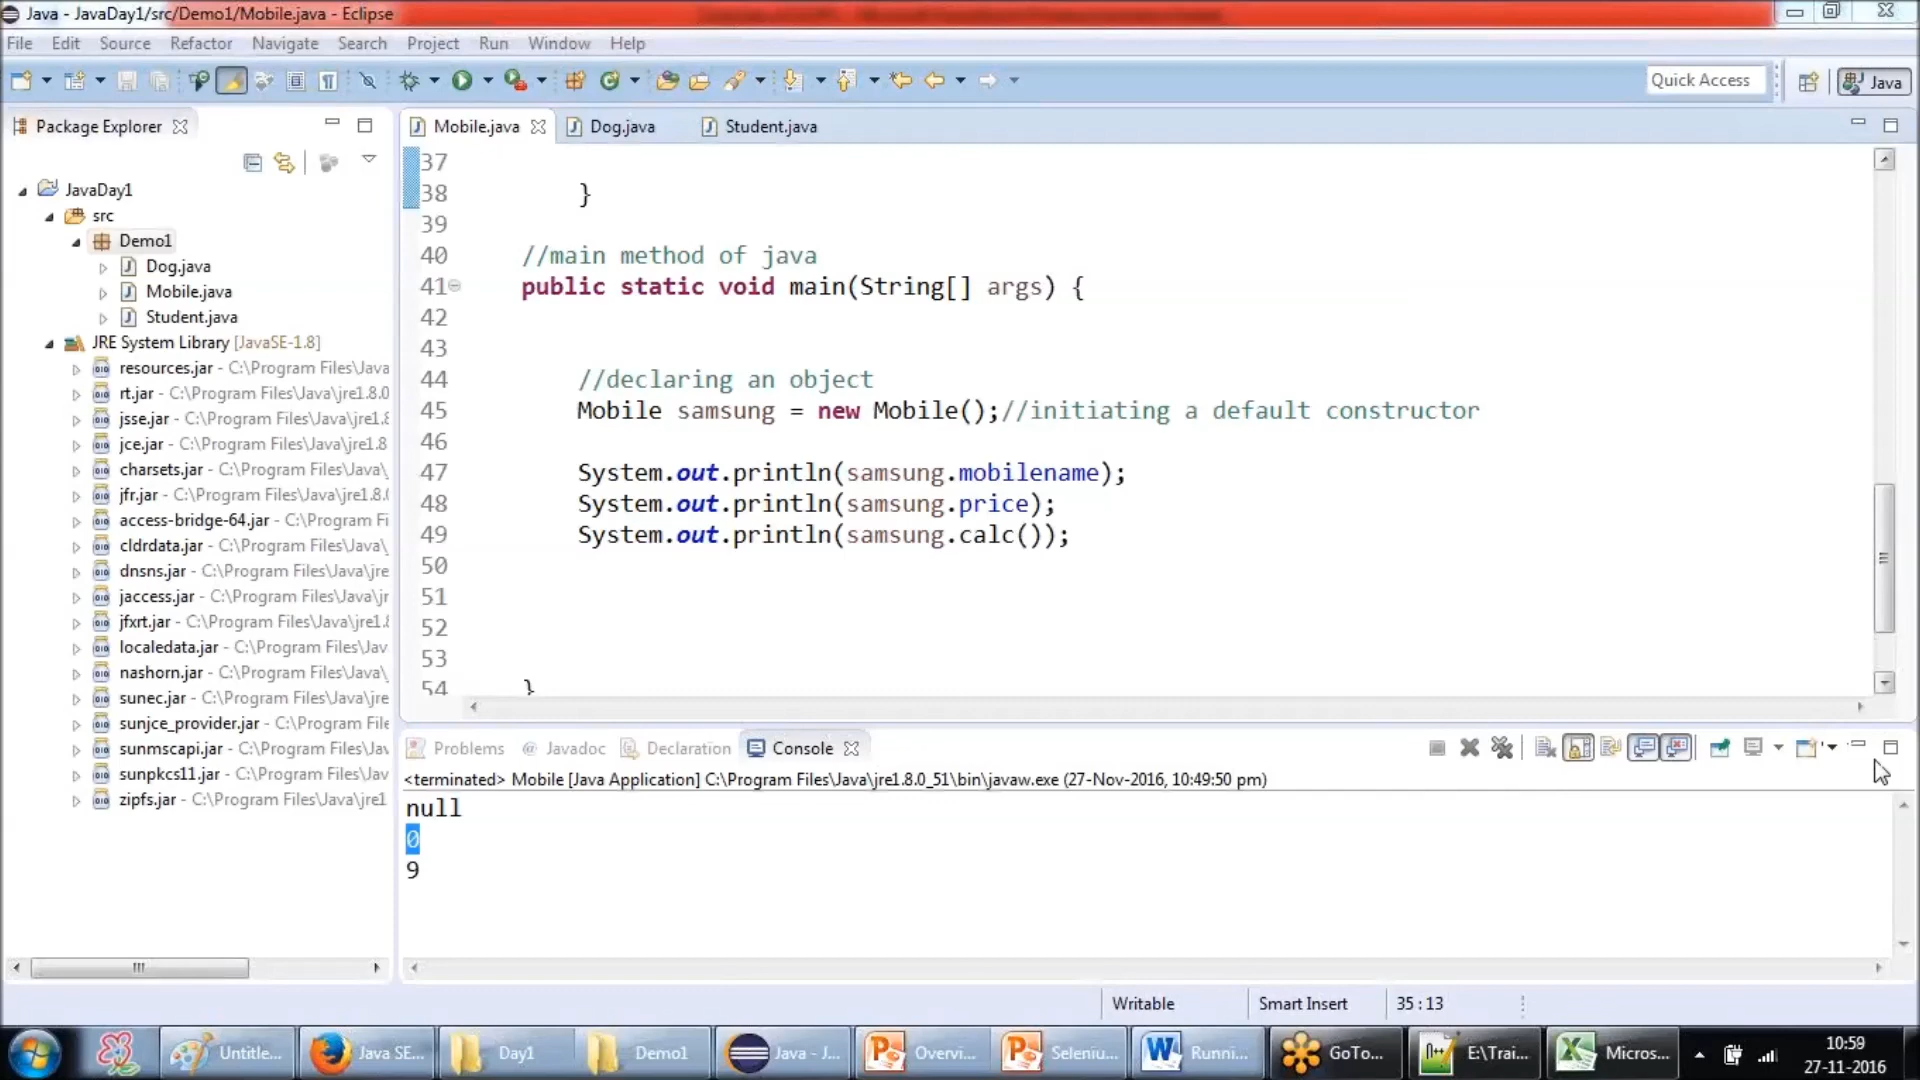 Java - JavaDay1/src/Demo1/Mobile.java - Eclipse
File Edit Source Refactor Navigate Search Project Run Window Help
Quick Access
Java
Package Explorer
JavaDay1
src
Demo1
Dog.java
Mobile.java
Student.java
JRE System Library [JavaSE-1.8]
resources.jar - C:\Program Files\Java
rt.jar - C:\Program Files\Java\jre1.8.0
jsse.jar - C:\Program Files\Java\jre1.8
jce.jar - C:\Program Files\Java\jre1.8
charsets.jar - C:\Program Files\Java\
jfr.jar - C:\Program Files\Java\jre1.8.0
access-bridge-64.jar - C:\Program Fi
cldrdata.jar - C:\Program Files\Java\
dnsns.jar - C:\Program Files\Java\jre
jaccess.jar - C:\Program Files\Java\jr
jfxrt.jar - C:\Program Files\Java\jre1.8
localedata.jar - C:\Program Files\Jav
nashorn.jar - C:\Program Files\Java\
sunec.jar - C:\Program Files\Java\jre
sunjce_provider.jar - C:\Program File
sunmscapi.jar - C:\Program Files\Jav
sunpkcs11.jar - C:\Program Files\Jav
zipfs.jar - C:\Program Files\Java\jre1
Mobile.java Dog.java Student.java
37
38 }
39
40 //main method of java
41 public static void main(String[] args) {
42
43
44 //declaring an object
45 Mobile samsung = new Mobile();//initiating a default constructor
46
47 System.out.println(samsung.mobilename);
48 System.out.println(samsung.price);
49 System.out.println(samsung.calc());
50
51
52
53
54 }
Problems @ Javadoc Declaration Console
<terminated> Mobile [Java Application] C:\Program Files\Java\jre1.8.0_51\bin\javaw.exe (27-Nov-2016, 10:49:50 pm)
null
0
9
Writable Smart Insert 35 : 13
Untitle... Java SE... Day1 Demo1 Java - J... Overvi... Seleniu... Runni... GoTo... E:\Trai... Micros...
10:59
27-11-2016